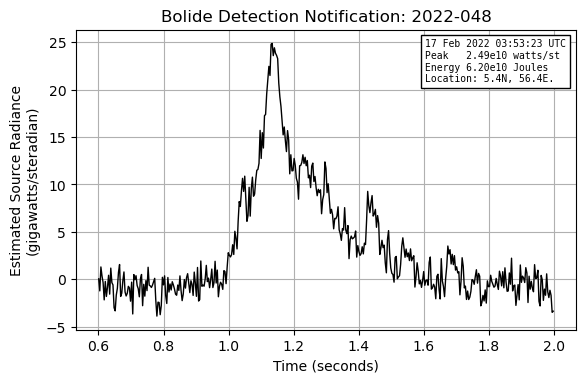 Bolide Detection Notification: 2022-048
17 Feb 2022 03:53:23 UTC
Peak   2.49e10 watts/st
Energy 6.20e10 Joules
Location: 5.4N, 56.4E.
Estimated Source Radiance
(gigawatts/steradian)
25
20
15
10
5
0
−5
0.6 0.8 1.0 1.2 1.4 1.6 1.8 2.0
Time (seconds)